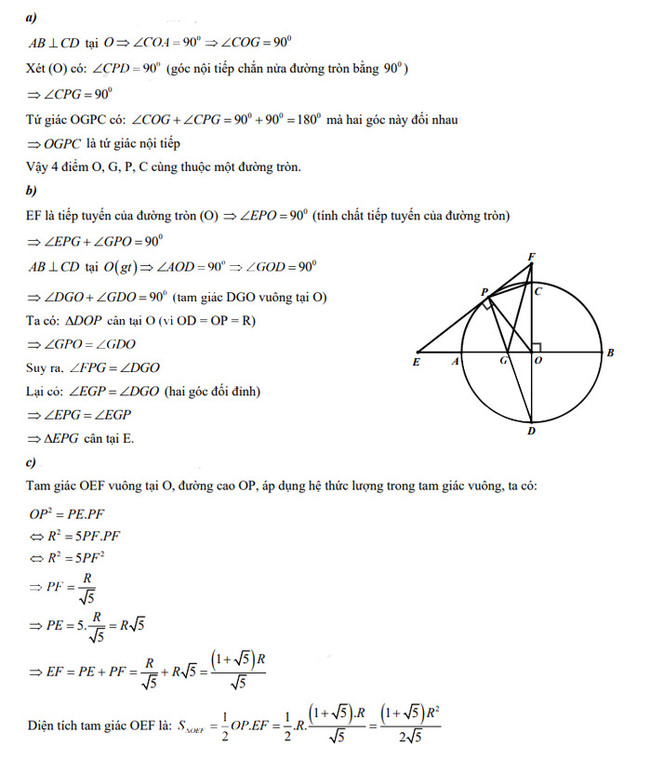 a)
AB ⊥ CD tại O ⇒ ∠COA = 90⁰ ⇒ ∠COG = 90⁰
Xét (O) có: ∠CPD = 90⁰ (góc nội tiếp chắn nửa đường tròn bằng 90⁰)
⇒ ∠CPG = 90⁰
Tứ giác OGPC có: ∠COG + ∠CPG = 90⁰ + 90⁰ = 180⁰ mà hai góc này đối nhau
⇒ OGPC là tứ giác nội tiếp
Vậy 4 điểm O, G, P, C cùng thuộc một đường tròn.
b)
EF là tiếp tuyến của đường tròn (O) ⇒ ∠EPO = 90⁰ (tính chất tiếp tuyến của đường tròn)
⇒ ∠EPG + ∠GPO = 90⁰
AB ⊥ CD tại O(gt) ⇒ ∠AOD = 90⁰ ⇒ ∠GOD = 90⁰
⇒ ∠DGO + ∠GDO = 90⁰ (tam giác DGO vuông tại O)
Ta có: ΔDOP cân tại O (vì OD = OP = R)
⇒ ∠GPO = ∠GDO
Suy ra, ∠FPG = ∠DGO
Lại có: ∠EGP = ∠DGO (hai góc đối đỉnh)
⇒ ∠EPG = ∠EGP
⇒ ΔEPG cân tại E.
F
C
P
E
A
G
O
B
D
c)
Tam giác OEF vuông tại O, đường cao OP, áp dụng hệ thức lượng trong tam giác vuông, ta có:
OP² = PE.PF
⇔ R² = 5PF.PF
⇔ R² = 5PF²
⇒ PF = R/√5
⇒ PE = 5.R/√5 = R√5
⇒ EF = PE + PF = R/√5 + R√5 = (1+√5)R/√5
Diện tích tam giác OEF là: S_ΔOEF = 1/2 OP.EF = 1/2.R.(1+√5).R/√5 = (1+√5)R²/2√5